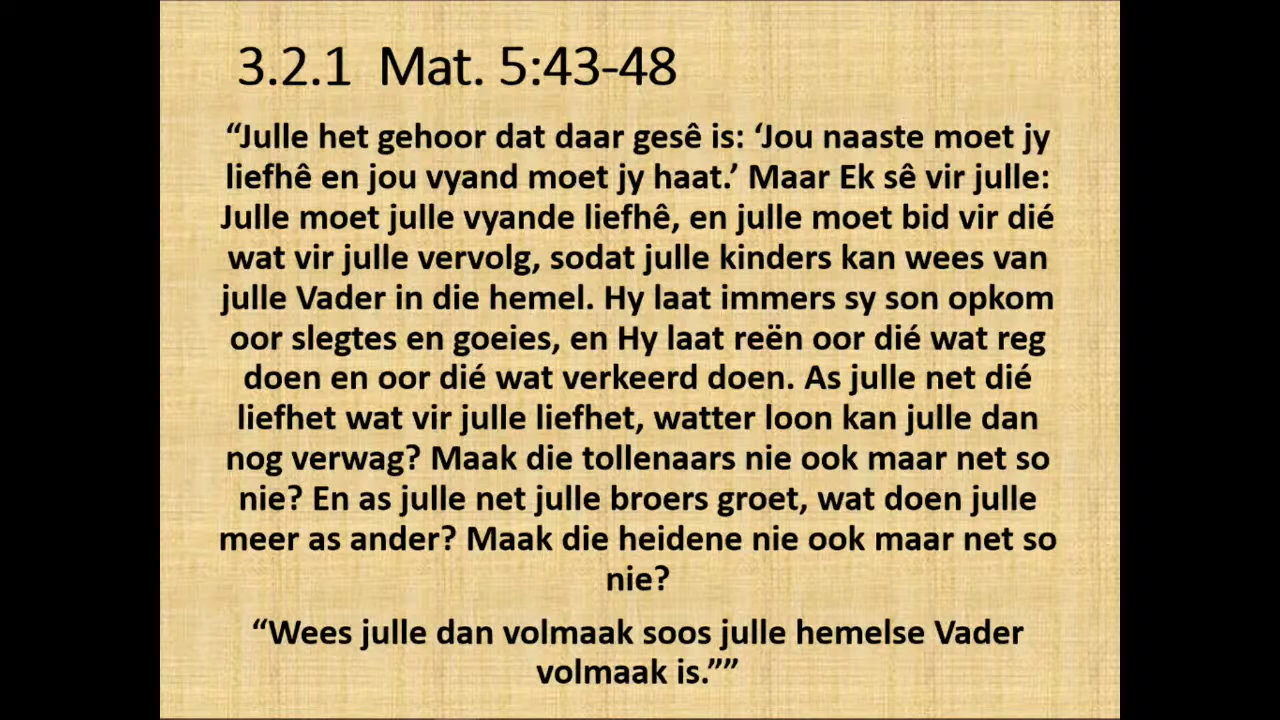 3.2.1 Mat. 5:43-48
“Julle het gehoor dat daar gesê is: ‘Jou naaste moet jy
liefhê en jou vyand moet jy haat.’ Maar Ek sê vir julle:
Julle moet julle vyande liefhê, en julle moet bid vir dié
wat vir julle vervolg, sodat julle kinders kan wees van
julle Vader in die hemel. Hy laat immers sy son opkom
oor slegtes en goeies, en Hy laat reën oor dié wat reg
doen en oor dié wat verkeerd doen. As julle net dié
liefhet wat vir julle liefhet, watter loon kan julle dan
nog verwag? Maak die tollenaars nie ook maar net so
nie? En as julle net julle broers groet, wat doen julle
meer as ander? Maak die heidene nie ook maar net so
nie?
“Wees julle dan volmaak soos julle hemelse Vader
volmaak is.””